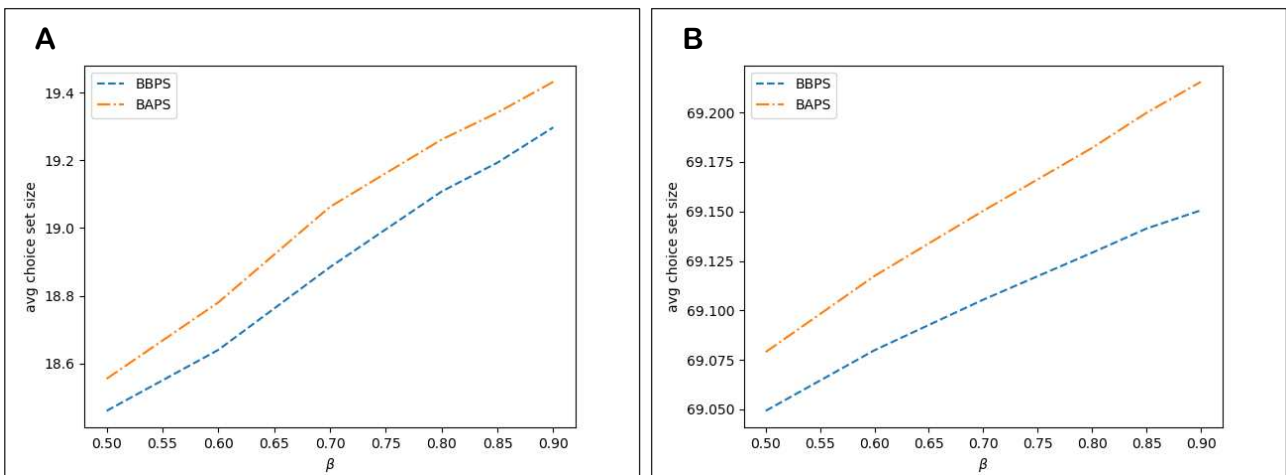 A
BBPS
BAPS
19.4
19.2
19.0
18.8
18.6
avg choice set size
0.50 0.55 0.60 0.65 0.70 0.75 0.80 0.85 0.90
β
B
BBPS
BAPS
69.200
69.175
69.150
69.125
69.100
69.075
69.050
avg choice set size
0.50 0.55 0.60 0.65 0.70 0.75 0.80 0.85 0.90
β